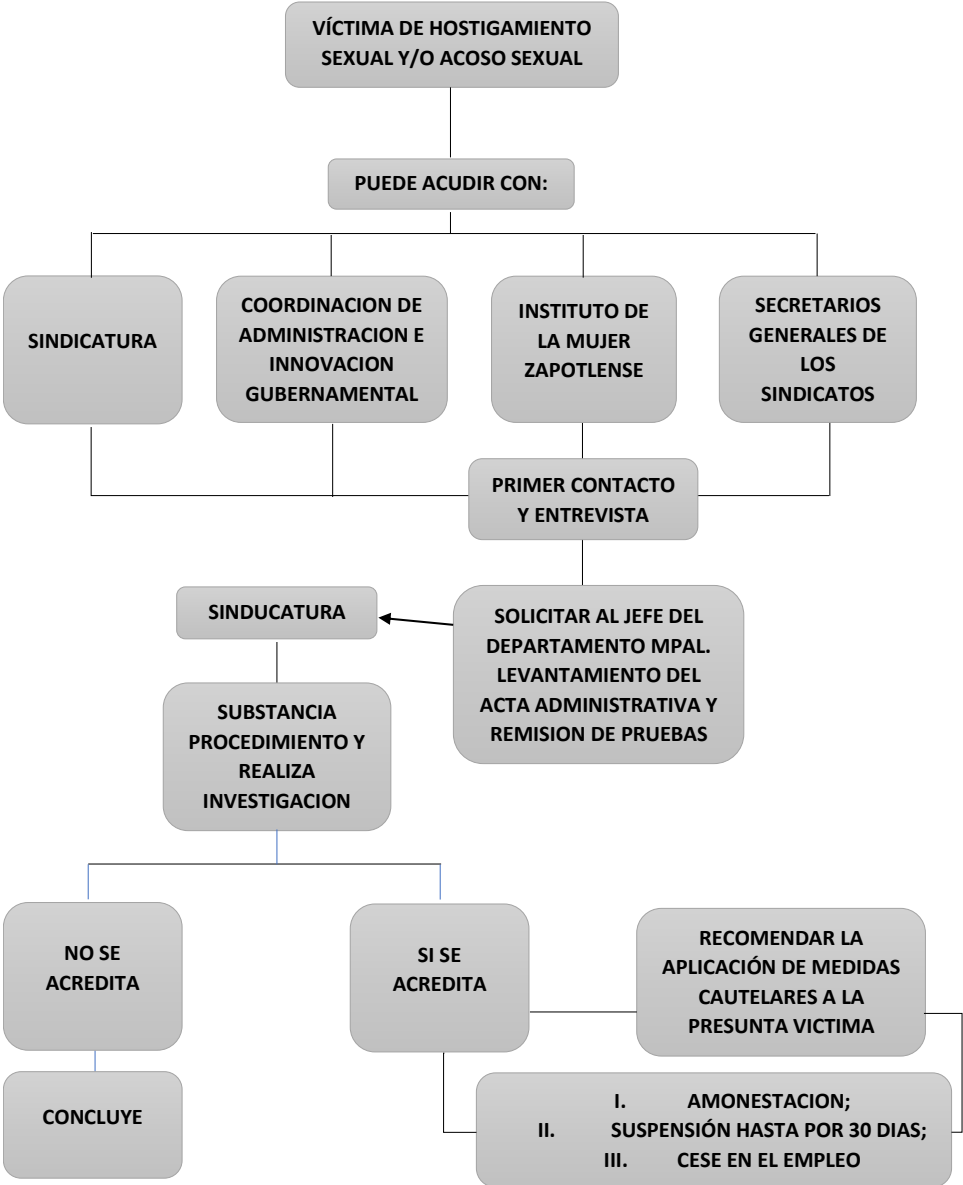 VÍCTIMA DE HOSTIGAMIENTO
SEXUAL Y/O ACOSO SEXUAL
PUEDE ACUDIR CON:
SINDICATURA
COORDINACION DE
ADMINISTRACION E
INNOVACION
GUBERNAMENTAL
INSTITUTO DE
LA MUJER
ZAPOTLENSE
SECRETARIOS
GENERALES DE
LOS
SINDICATOS
PRIMER CONTACTO
Y ENTREVISTA
SINDUCATURA
SOLICITAR AL JEFE DEL
DEPARTAMENTO MPAL.
LEVANTAMIENTO DEL
ACTA ADMINISTRATIVA Y
REMISION DE PRUEBAS
SUBSTANCIA
PROCEDIMIENTO Y
REALIZA
INVESTIGACION
NO SE
ACREDITA
SI SE
ACREDITA
RECOMENDAR LA
APLICACIÓN DE MEDIDAS
CAUTELARES A LA
PRESUNTA VICTIMA
CONCLUYE
I. AMONESTACION;
II. SUSPENSIÓN HASTA POR 30 DIAS;
III. CESE EN EL EMPLEO